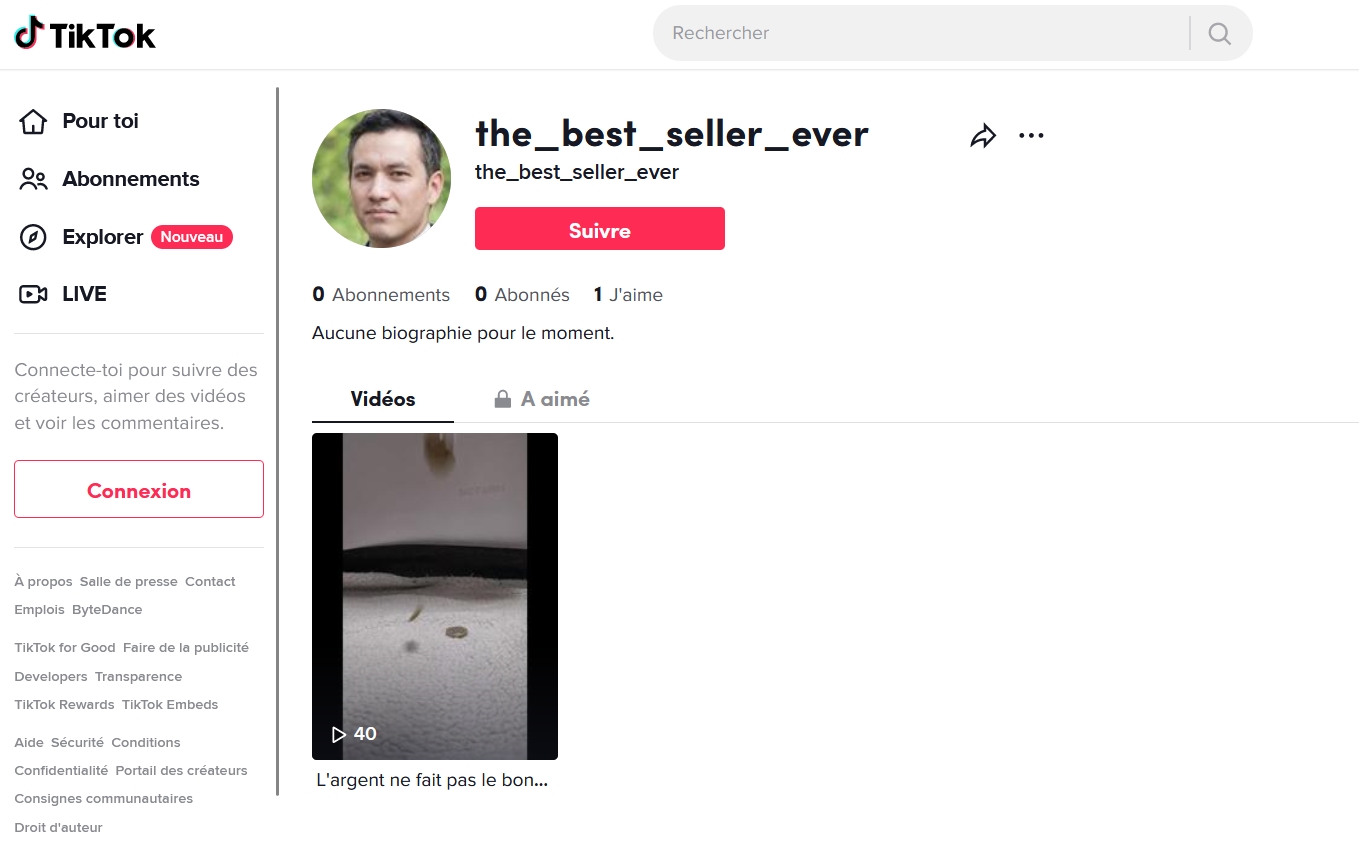 TikTok
Rechercher
Pour toi
Abonnements
Explorer Nouveau
LIVE
Connecte-toi pour suivre des
créateurs, aimer des vidéos
et voir les commentaires.
Connexion
À propos Salle de presse Contact
Emplois ByteDance
TikTok for Good Faire de la publicité
Developers Transparence
TikTok Rewards TikTok Embeds
Aide Sécurité Conditions
Confidentialité Portail des créateurs
Consignes communautaires
Droit d'auteur
the_best_seller_ever
the_best_seller_ever
Suivre
0 Abonnements 0 Abonnés 1 J'aime
Aucune biographie pour le moment.
Vidéos A aimé
40
L'argent ne fait pas le bon...